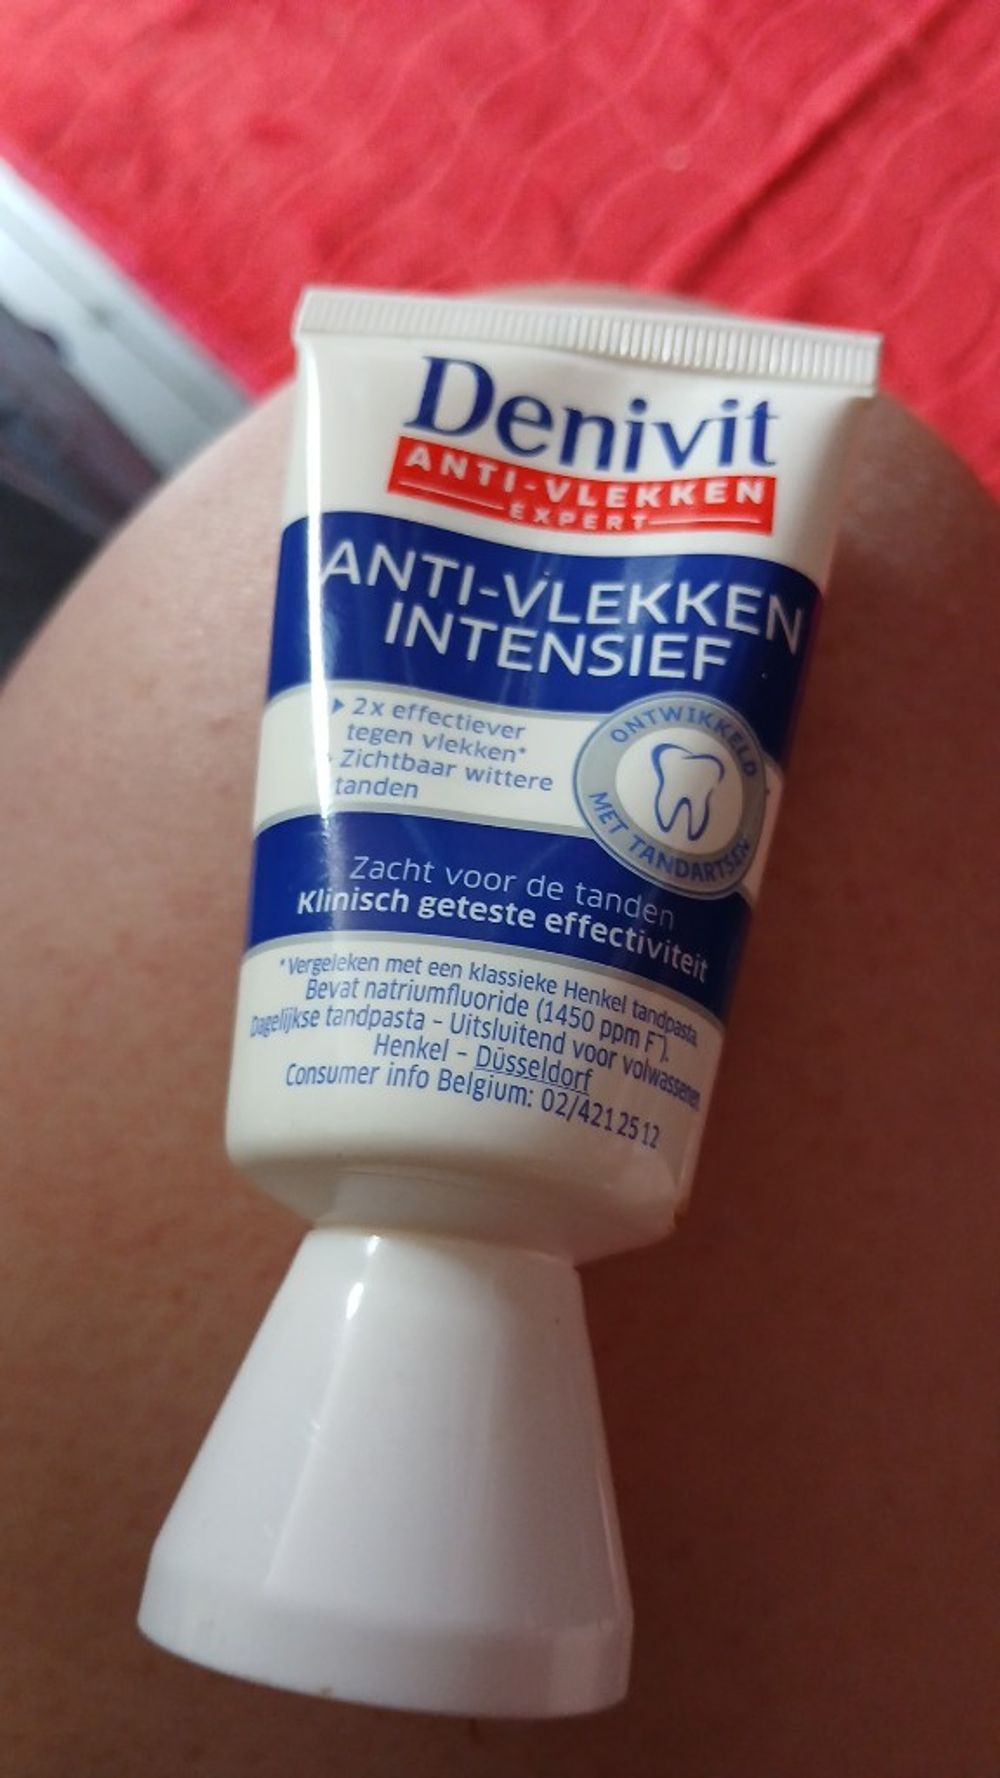 Denivit
ANTI-VLEKKEN
EXPERT
ANTI-VLEKKEN
INTENSIEF
2x effectiever
tegen vlekken*
Zichtbaar wittere
tanden
ONTWIKKELD
MET TANDARTSEN
Zacht voor de tanden
Klinisch geteste effectiviteit
*Vergeleken met een klassieke Henkel tandpasta.
Bevat natriumfluoride (1450 ppm F⁻).
Dagelijkse tandpasta - Uitsluitend voor volwassenen.
Henkel - Düsseldorf
Consumer info Belgium: 02/421 25 12